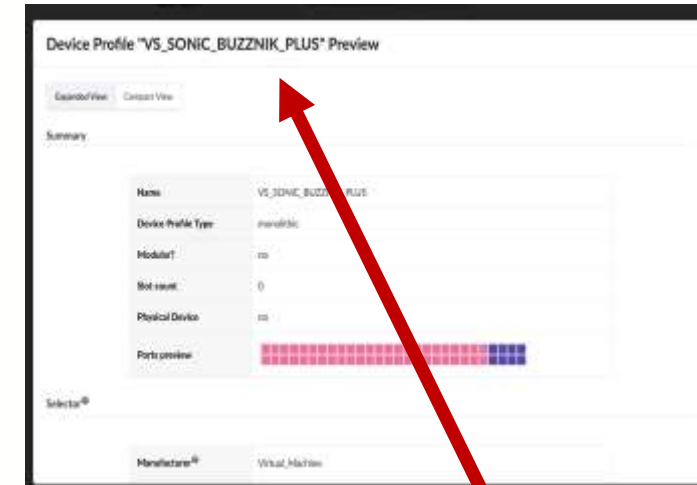 Device Profile "VS_SONiC_BUZZNIK_PLUS" Preview
Expanded View Compact View
Summary
Name VS_SONiC_BUZZNIK_PLUS
Device Profile Type monolithic
Modular? no
Slot count 0
Physical Device no
Ports preview
Selector
Manufacturer Virtual_Machine